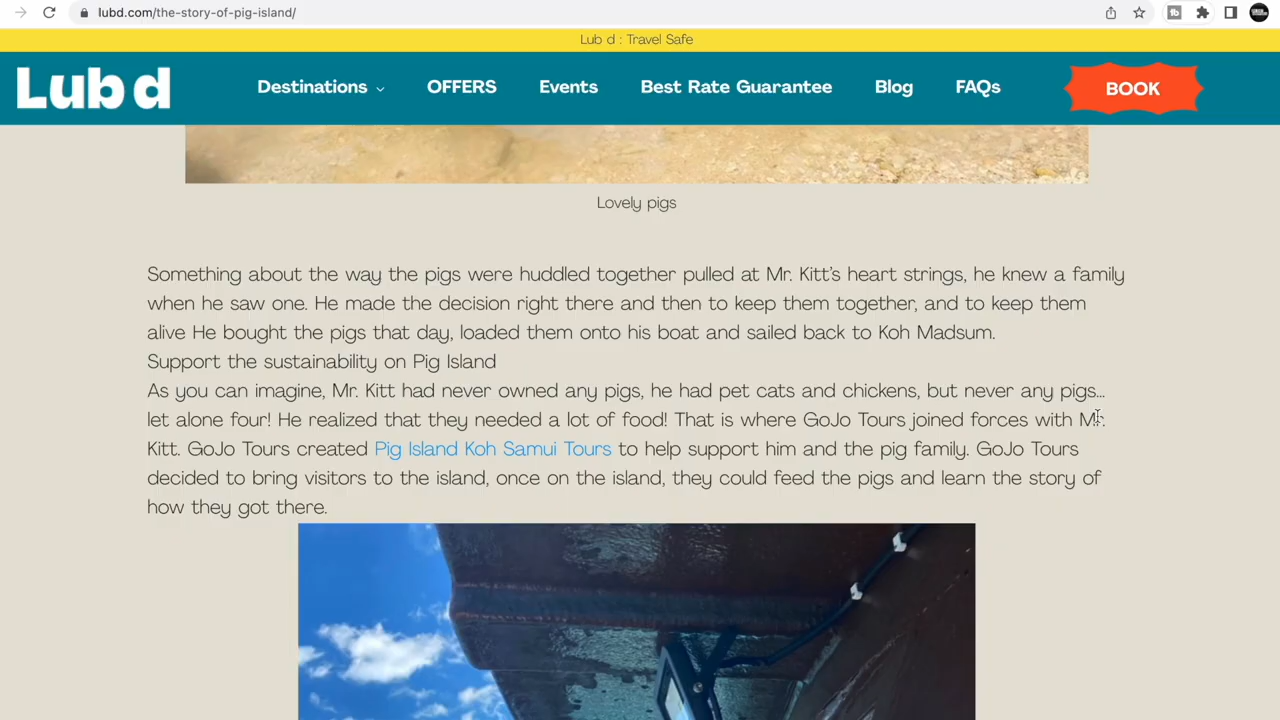 lubd.com/the-story-of-pig-island/
Lub d : Travel Safe
Lub d
Destinations
OFFERS
Events
Best Rate Guarantee
Blog
FAQs
BOOK
Lovely pigs
Something about the way the pigs were huddled together pulled at Mr. Kitt's heart strings, he knew a family
when he saw one. He made the decision right there and then to keep them together, and to keep them
alive He bought the pigs that day, loaded them onto his boat and sailed back to Koh Madsum.
Support the sustainability on Pig Island
As you can imagine, Mr. Kitt had never owned any pigs, he had pet cats and chickens, but never any pigs…
let alone four! He realized that they needed a lot of food! That is where GoJo Tours joined forces with Mr.
Kitt. GoJo Tours created Pig Island Koh Samui Tours to help support him and the pig family. GoJo Tours
decided to bring visitors to the island, once on the island, they could feed the pigs and learn the story of
how they got there.